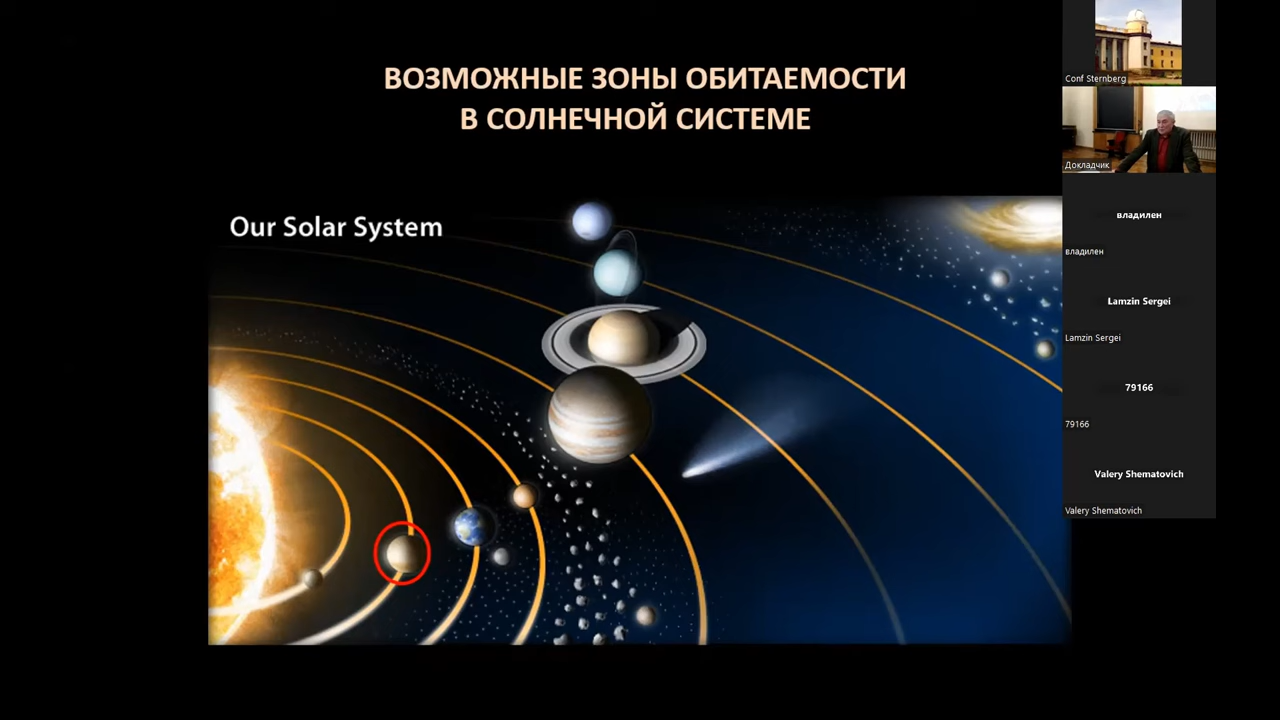 ВОЗМОЖНЫЕ ЗОНЫ ОБИТАЕМОСТИ
В СОЛНЕЧНОЙ СИСТЕМЕ
Our Solar System
Conf Sternberg
Докладчик
владилен
владилен
Lamzin Sergei
Lamzin Sergei
79166
79166
Valery Shematovich
Valery Shematovich